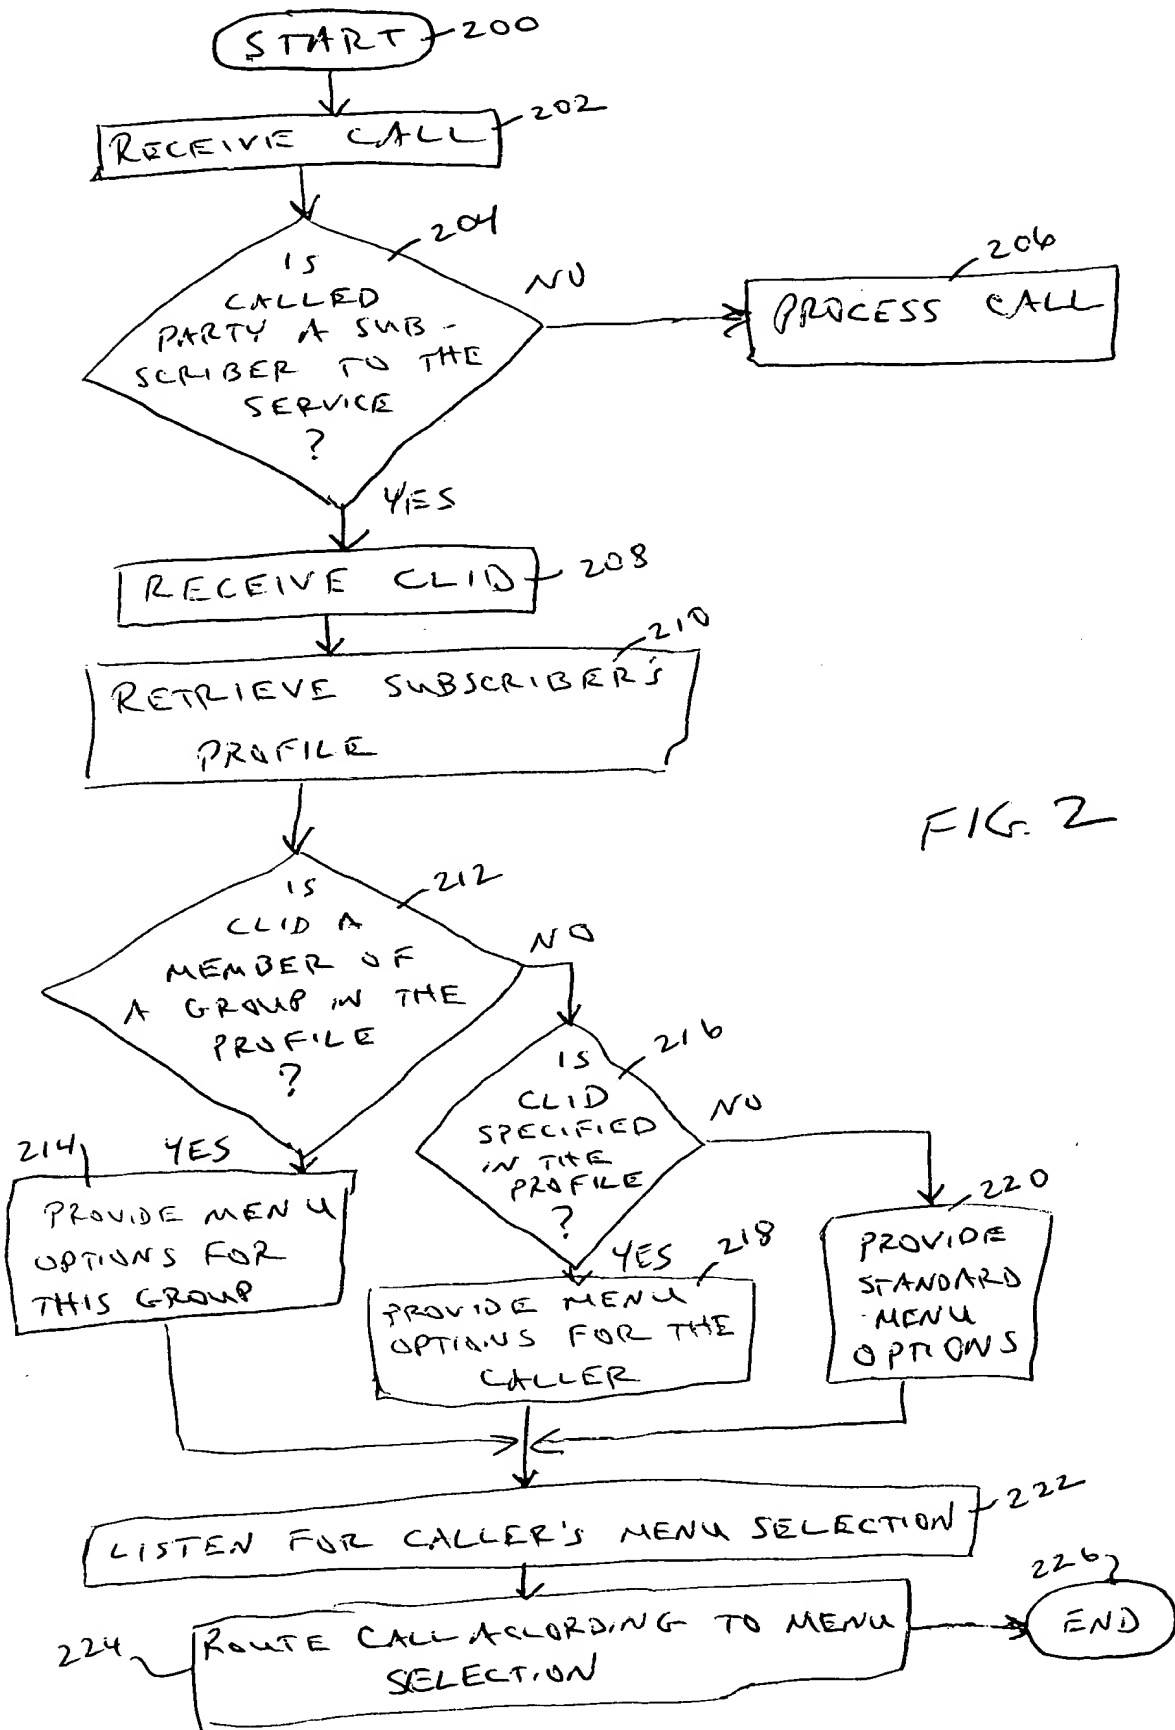 START
200
RECEIVE CALL
202
IS
CALLED
PARTY A SUB-
SCRIBER TO THE
SERVICE
?
204
NO
206
PROCESS CALL
YES
RECEIVE CLID
208
RETRIEVE SUBSCRIBER'S
PROFILE
210
FIG. 2
IS
CLID A
MEMBER OF
A GROUP IN THE
PROFILE
?
212
NO
IS
CLID
SPECIFIED
IN THE
PROFILE
?
216
NO
214
YES
PROVIDE MENU
OPTIONS FOR
THIS GROUP
YES
218
PROVIDE MENU
OPTIONS FOR THE
CALLER
220
PROVIDE
STANDARD
MENU
OPTIONS
LISTEN FOR CALLER'S MENU SELECTION
222
224
ROUTE CALL ACCORDING TO MENU
SELECTION
226
END